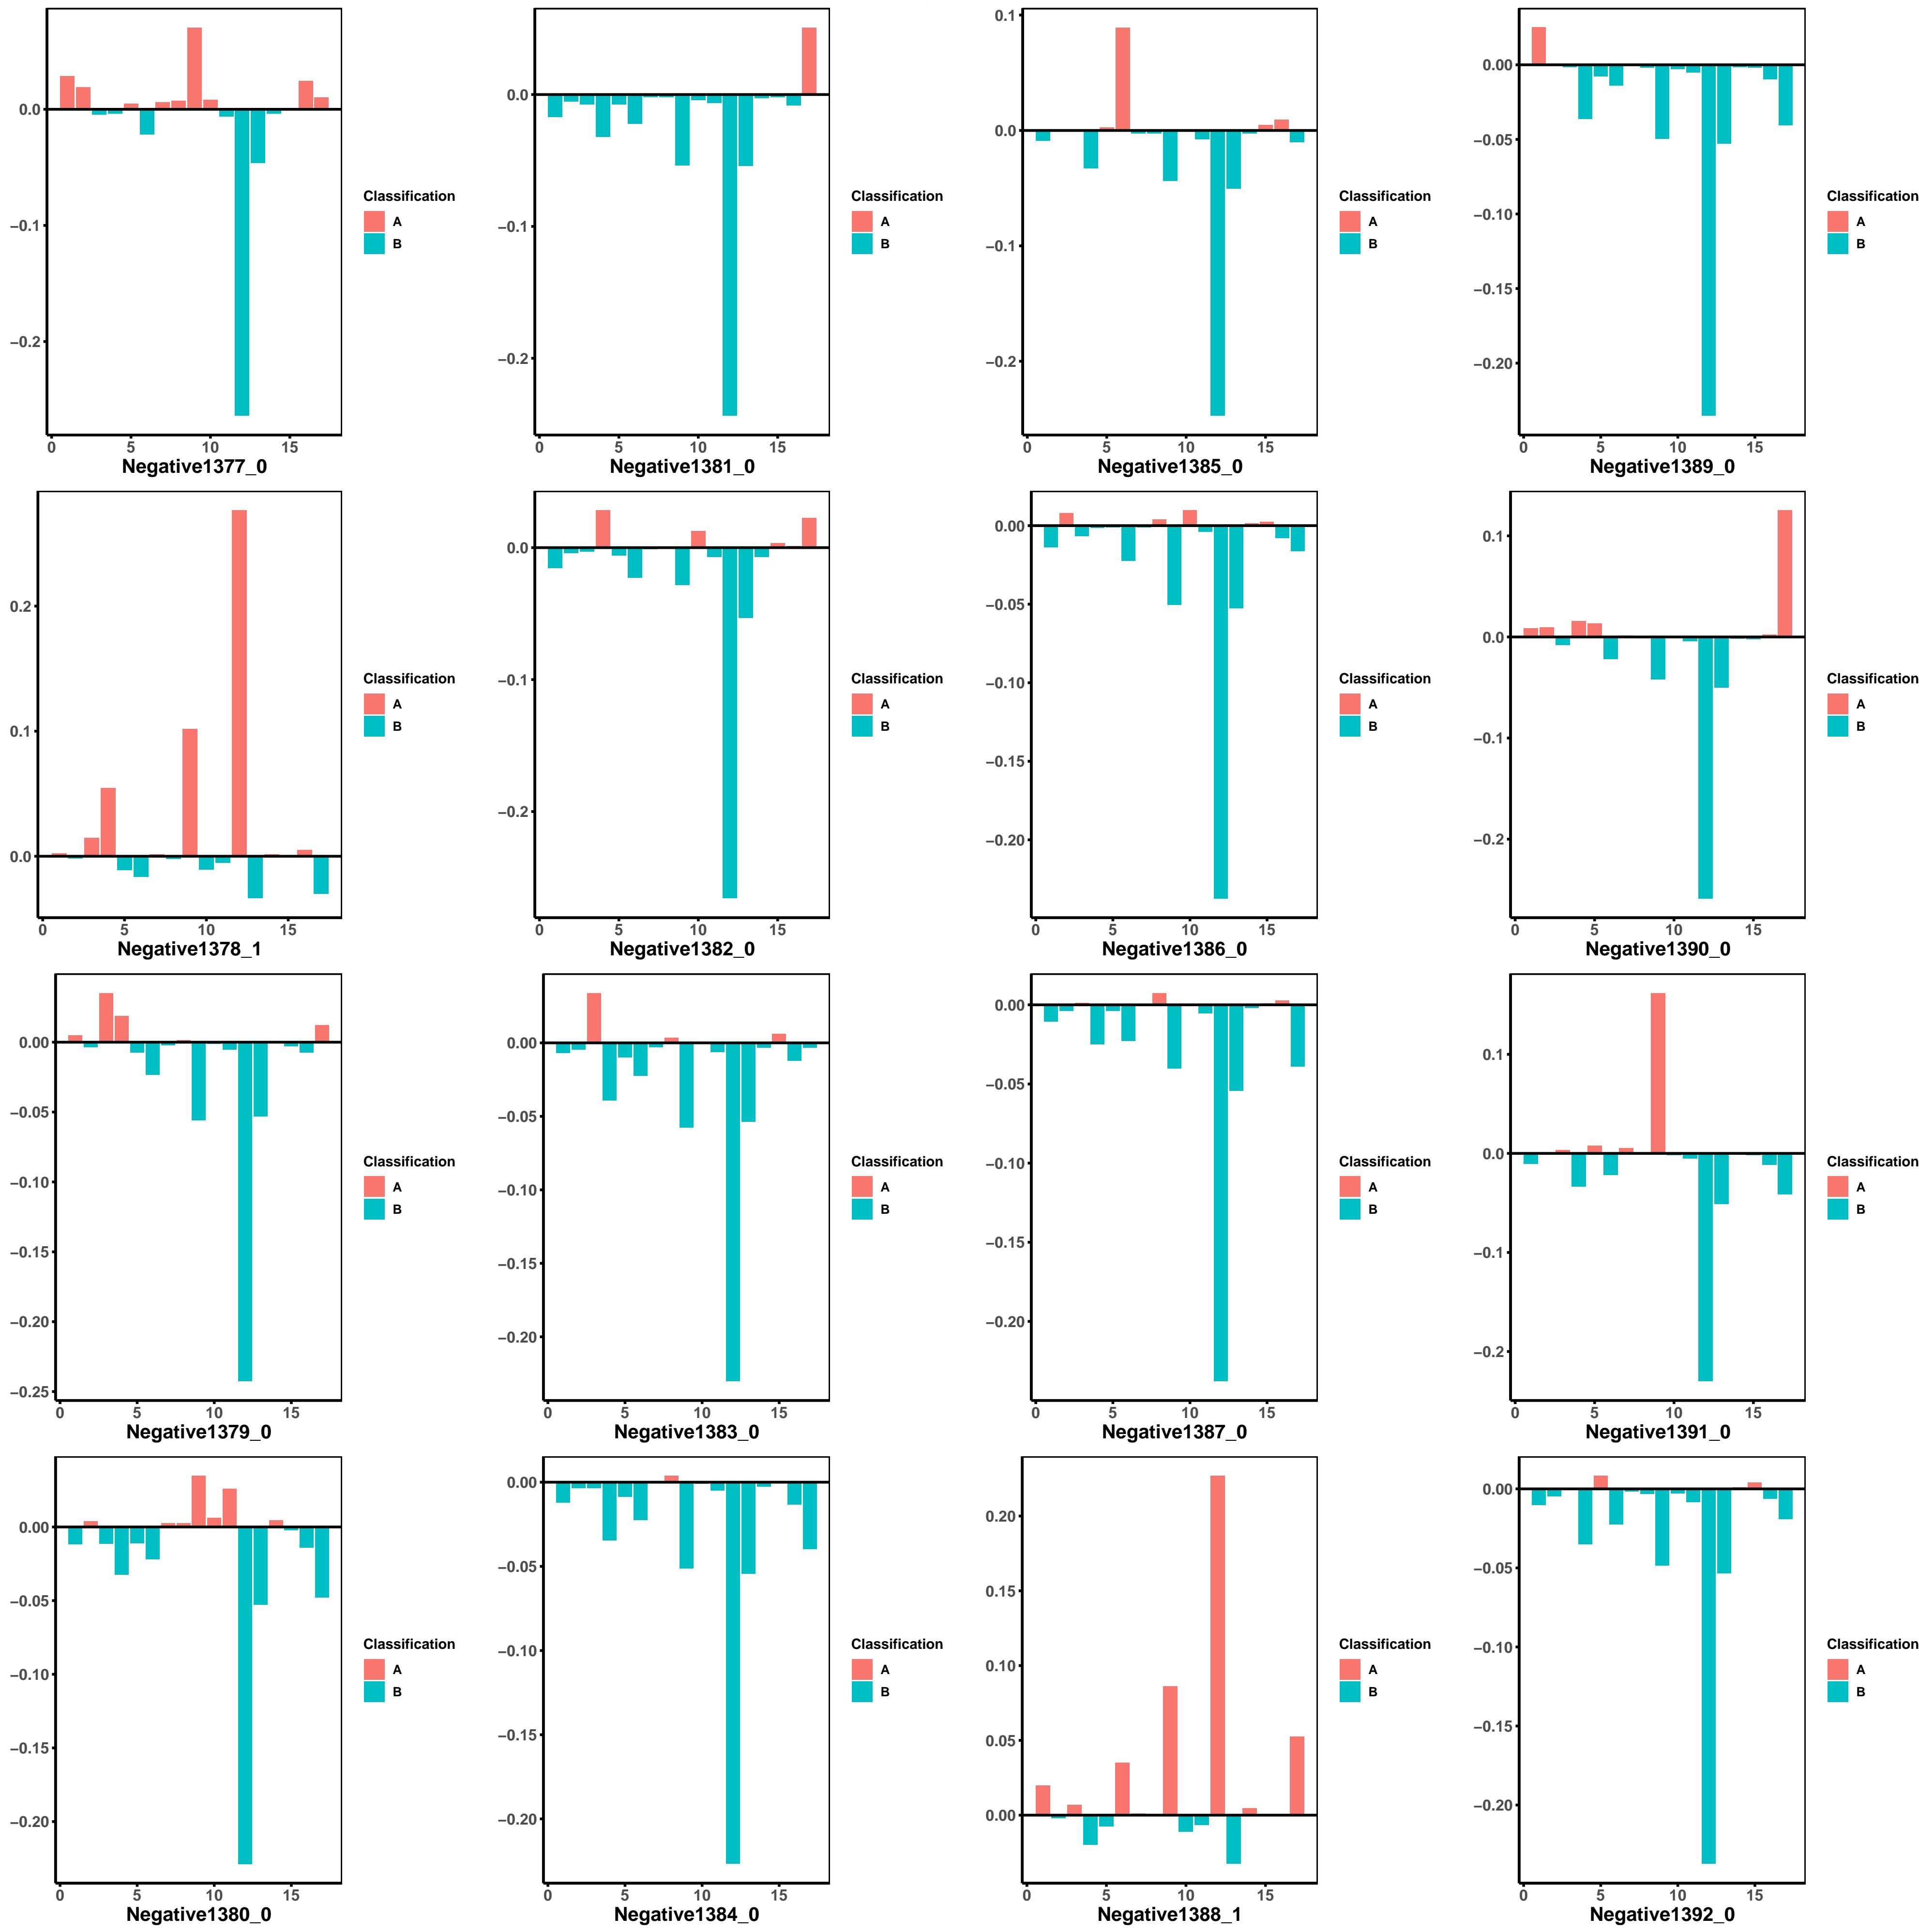 0.0
−0.1
−0.2
0 5 10 15
Negative1377_0
Classification
A
B
0.0
−0.1
−0.2
0 5 10 15
Negative1381_0
Classification
A
B
0.1
0.0
−0.1
−0.2
0 5 10 15
Negative1385_0
Classification
A
B
0.00
−0.05
−0.10
−0.15
−0.20
0 5 10 15
Negative1389_0
Classification
A
B
0.2
0.1
0.0
0 5 10 15
Negative1378_1
Classification
A
B
0.0
−0.1
−0.2
0 5 10 15
Negative1382_0
Classification
A
B
0.00
−0.05
−0.10
−0.15
−0.20
0 5 10 15
Negative1386_0
Classification
A
B
0.1
0.0
−0.1
−0.2
0 5 10 15
Negative1390_0
Classification
A
B
0.00
−0.05
−0.10
−0.15
−0.20
−0.25
0 5 10 15
Negative1379_0
Classification
A
B
0.00
−0.05
−0.10
−0.15
−0.20
0 5 10 15
Negative1383_0
Classification
A
B
0.00
−0.05
−0.10
−0.15
−0.20
0 5 10 15
Negative1387_0
Classification
A
B
0.1
0.0
−0.1
−0.2
0 5 10 15
Negative1391_0
Classification
A
B
0.00
−0.05
−0.10
−0.15
−0.20
0 5 10 15
Negative1380_0
Classification
A
B
0.00
−0.05
−0.10
−0.15
−0.20
0 5 10 15
Negative1384_0
Classification
A
B
0.20
0.15
0.10
0.05
0.00
0 5 10 15
Negative1388_1
Classification
A
B
0.00
−0.05
−0.10
−0.15
−0.20
0 5 10 15
Negative1392_0
Classification
A
B